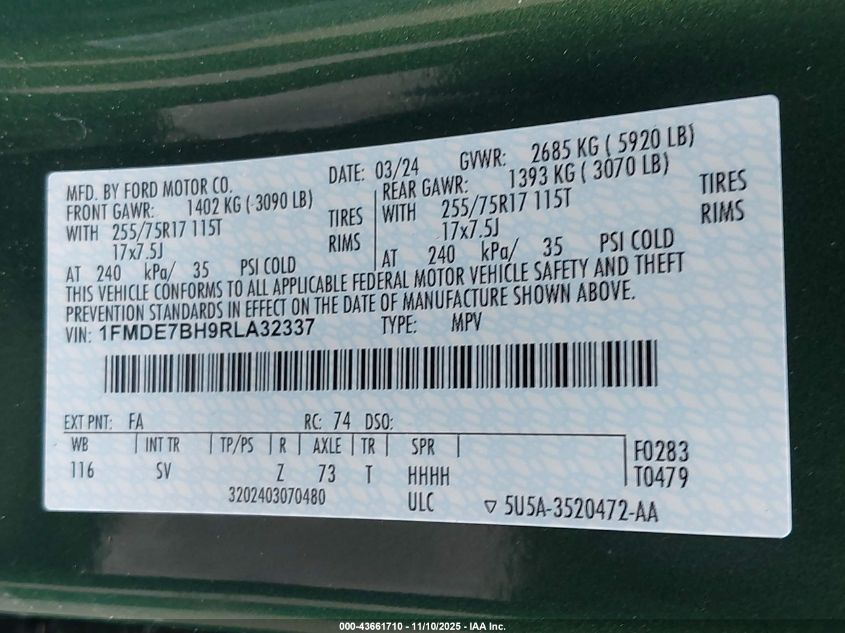 MFD. BY FORD MOTOR CO. DATE: 03/24 GVWR: 2685 KG ( 5920 LB)
FRONT GAWR: 1402 KG ( 3090 LB) REAR GAWR: 1393 KG ( 3070 LB)
WITH 255/75R17 115T TIRES WITH 255/75R17 115T TIRES
17x7.5J RIMS 17x7.5J RIMS
AT 240 kPa/ 35 PSI COLD AT 240 kPa/ 35 PSI COLD
THIS VEHICLE CONFORMS TO ALL APPLICABLE FEDERAL MOTOR VEHICLE SAFETY AND THEFT
PREVENTION STANDARDS IN EFFECT ON THE DATE OF MANUFACTURE SHOWN ABOVE.
VIN: 1FMDE7BH9RLA32337 TYPE: MPV
EXT PNT: FA RC: 74 DSO:
WB INT TR TP/PS R AXLE TR SPR F0283
116 SV Z 73 T HHHH T0479
3202403070480 ULC ▽ 5U5A-3520472-AA
000-43661710 - 11/10/2025 - IAA Inc.